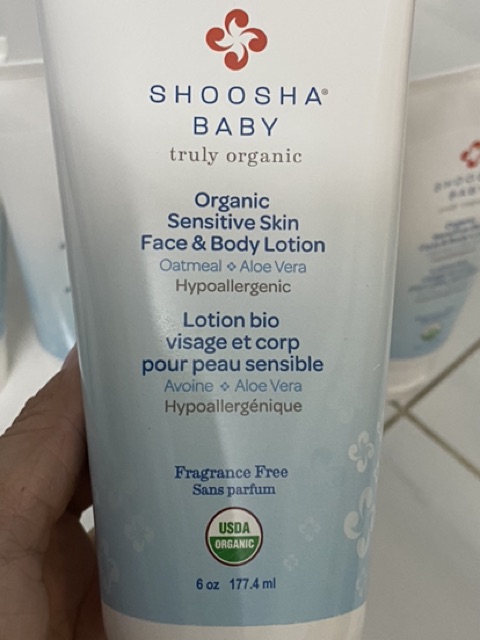 SHOOSHA®
BABY
truly organic
Organic
Sensitive Skin
Face & Body Lotion
Oatmeal ❖ Aloe Vera
Hypoallergenic
Lotion bio
visage et corp
pour peau sensible
Avoine ❖ Aloe Vera
Hypoallergénique
Fragrance Free
Sans parfum
USDA
ORGANIC
6 oz 177.4 ml